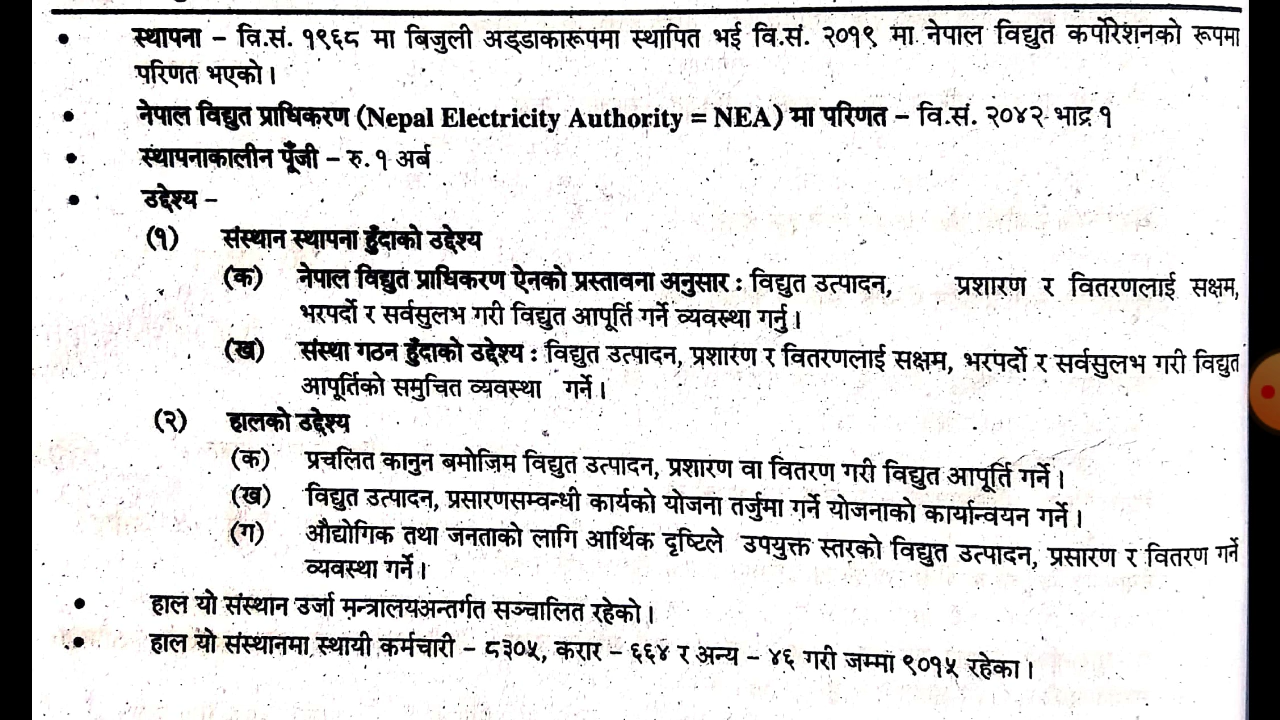 • स्थापना – वि.सं. १९६८ मा बिजुली अड्डाकारूपमा स्थापित भई वि.सं. २०१९ मा नेपाल विद्युत कर्पोरेशनको रूपमा
परिणत भएको।
• नेपाल विद्युत प्राधिकरण (Nepal Electricity Authority = NEA) मा परिणत – वि.सं. २०४२ भाद्र १
• स्थापनाकालीन पूँजी – रु. १ अर्ब
• उद्देश्य –
(१) संस्थान स्थापना हुँदाको उद्देश्य
(क) नेपाल विद्युत प्राधिकरण ऐनको प्रस्तावना अनुसार : विद्युत उत्पादन, प्रशारण र वितरणलाई सक्षम,
भरपर्दो र सर्वसुलभ गरी विद्युत आपूर्ति गर्ने व्यवस्था गर्नु।
(ख) संस्था गठन हुँदाको उद्देश्य : विद्युत उत्पादन, प्रशारण र वितरणलाई सक्षम, भरपर्दो र सर्वसुलभ गरी विद्युत
आपूर्तिको समुचित व्यवस्था गर्ने।
(२) हालको उद्देश्य
(क) प्रचलित कानुन बमोजिम विद्युत उत्पादन, प्रशारण वा वितरण गरी विद्युत आपूर्ति गर्ने।
(ख) विद्युत उत्पादन, प्रसारणसम्वन्धी कार्यको योजना तर्जुमा गर्ने योजनाको कार्यान्वयन गर्ने।
(ग) औद्योगिक तथा जनताको लागि आर्थिक दृष्टिले उपयुक्त स्तरको विद्युत उत्पादन, प्रसारण र वितरण गर्ने
व्यवस्था गर्ने।
• हाल यो संस्थान उर्जा मन्त्रालयअन्तर्गत सञ्चालित रहेको।
• हाल यो संस्थानमा स्थायी कर्मचारी – ८३०५, करार – ६६४ र अन्य – ४६ गरी जम्मा ९०१५ रहेका।